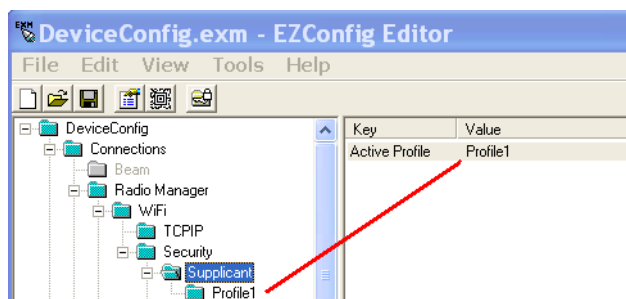 EXM
DeviceConfig.exm - EZConfig Editor
File Edit View Tools Help
DeviceConfig
Connections
Beam
Radio Manager
WiFi
TCPIP
Security
Supplicant
Profile1
Key Value
Active Profile Profile1